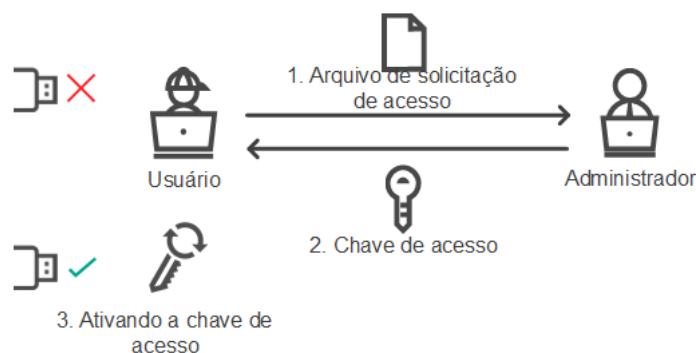 1. Arquivo de solicitação
de acesso
Usuário
Administrador
2. Chave de acesso
3. Ativando a chave de
acesso